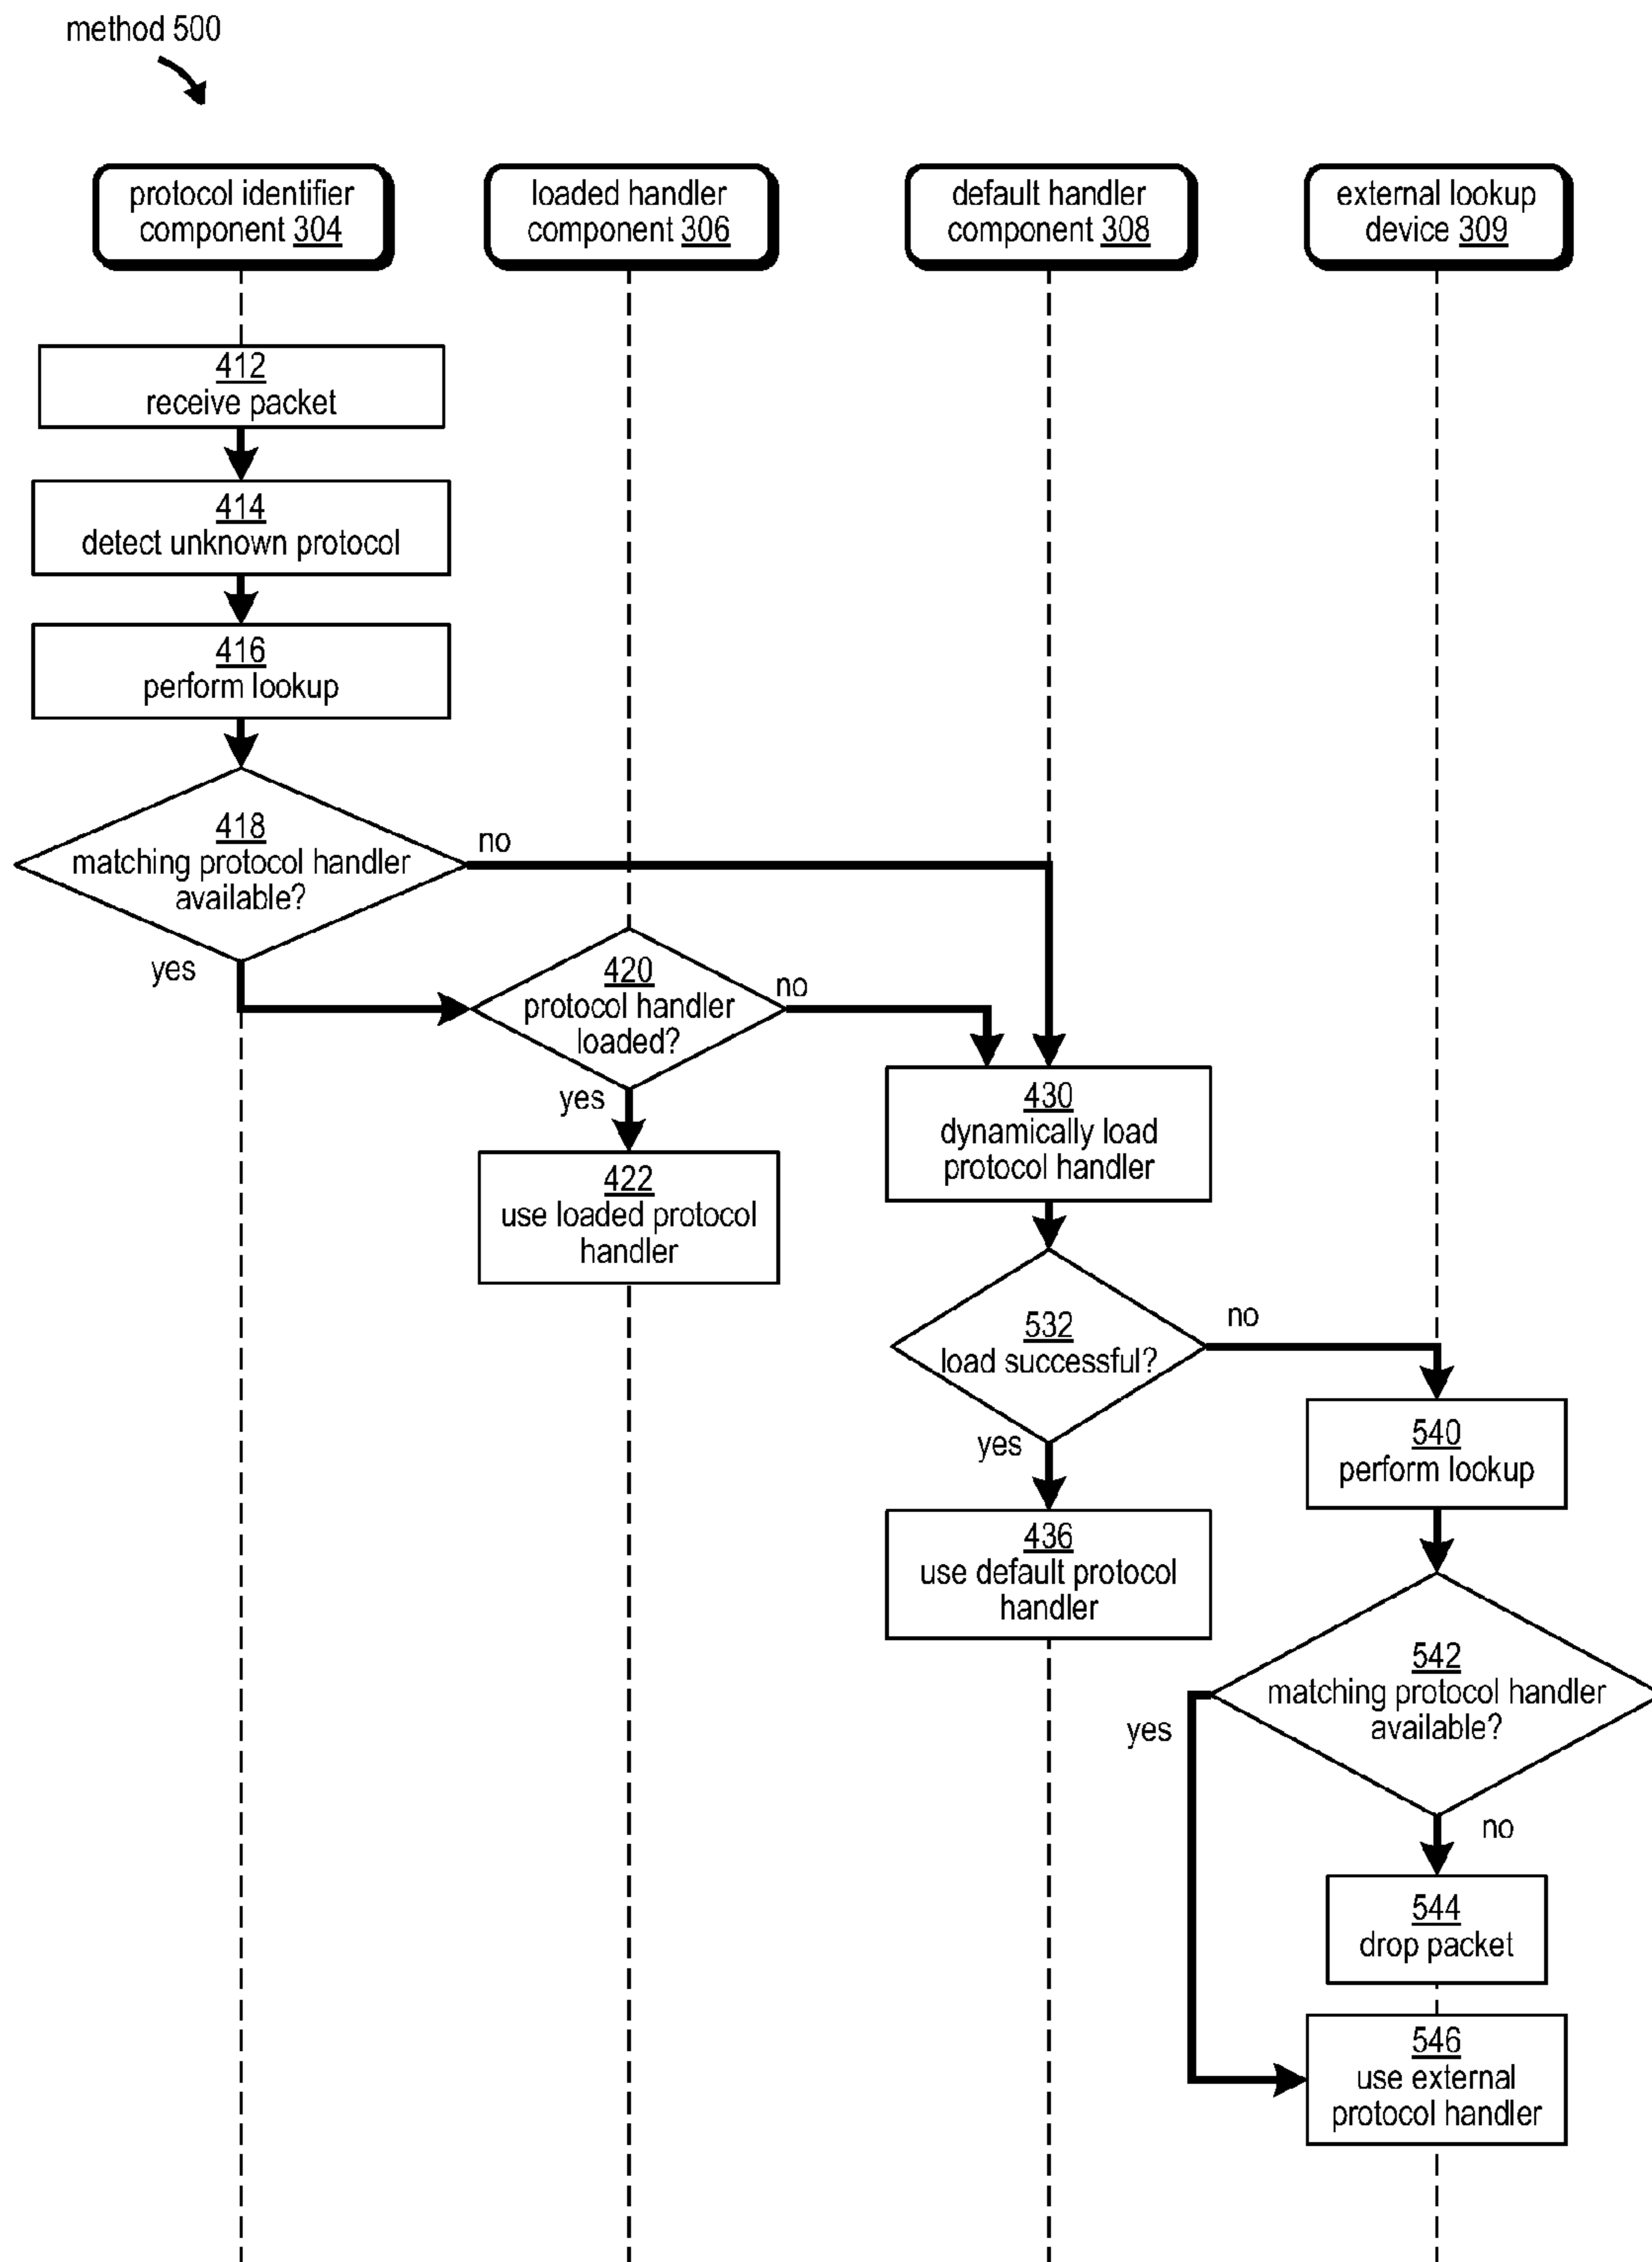 method 500
protocol identifier
component 304
loaded handler
component 306
default handler
component 308
external lookup
device 309
412
receive packet
414
detect unknown protocol
416
perform lookup
418
matching protocol handler
available?
no
yes
420
protocol handler
loaded?
no
yes
422
use loaded protocol
handler
430
dynamically load
protocol handler
532
load successful?
no
yes
436
use default protocol
handler
540
perform lookup
542
matching protocol handler
available?
yes
no
544
drop packet
546
use external
protocol handler